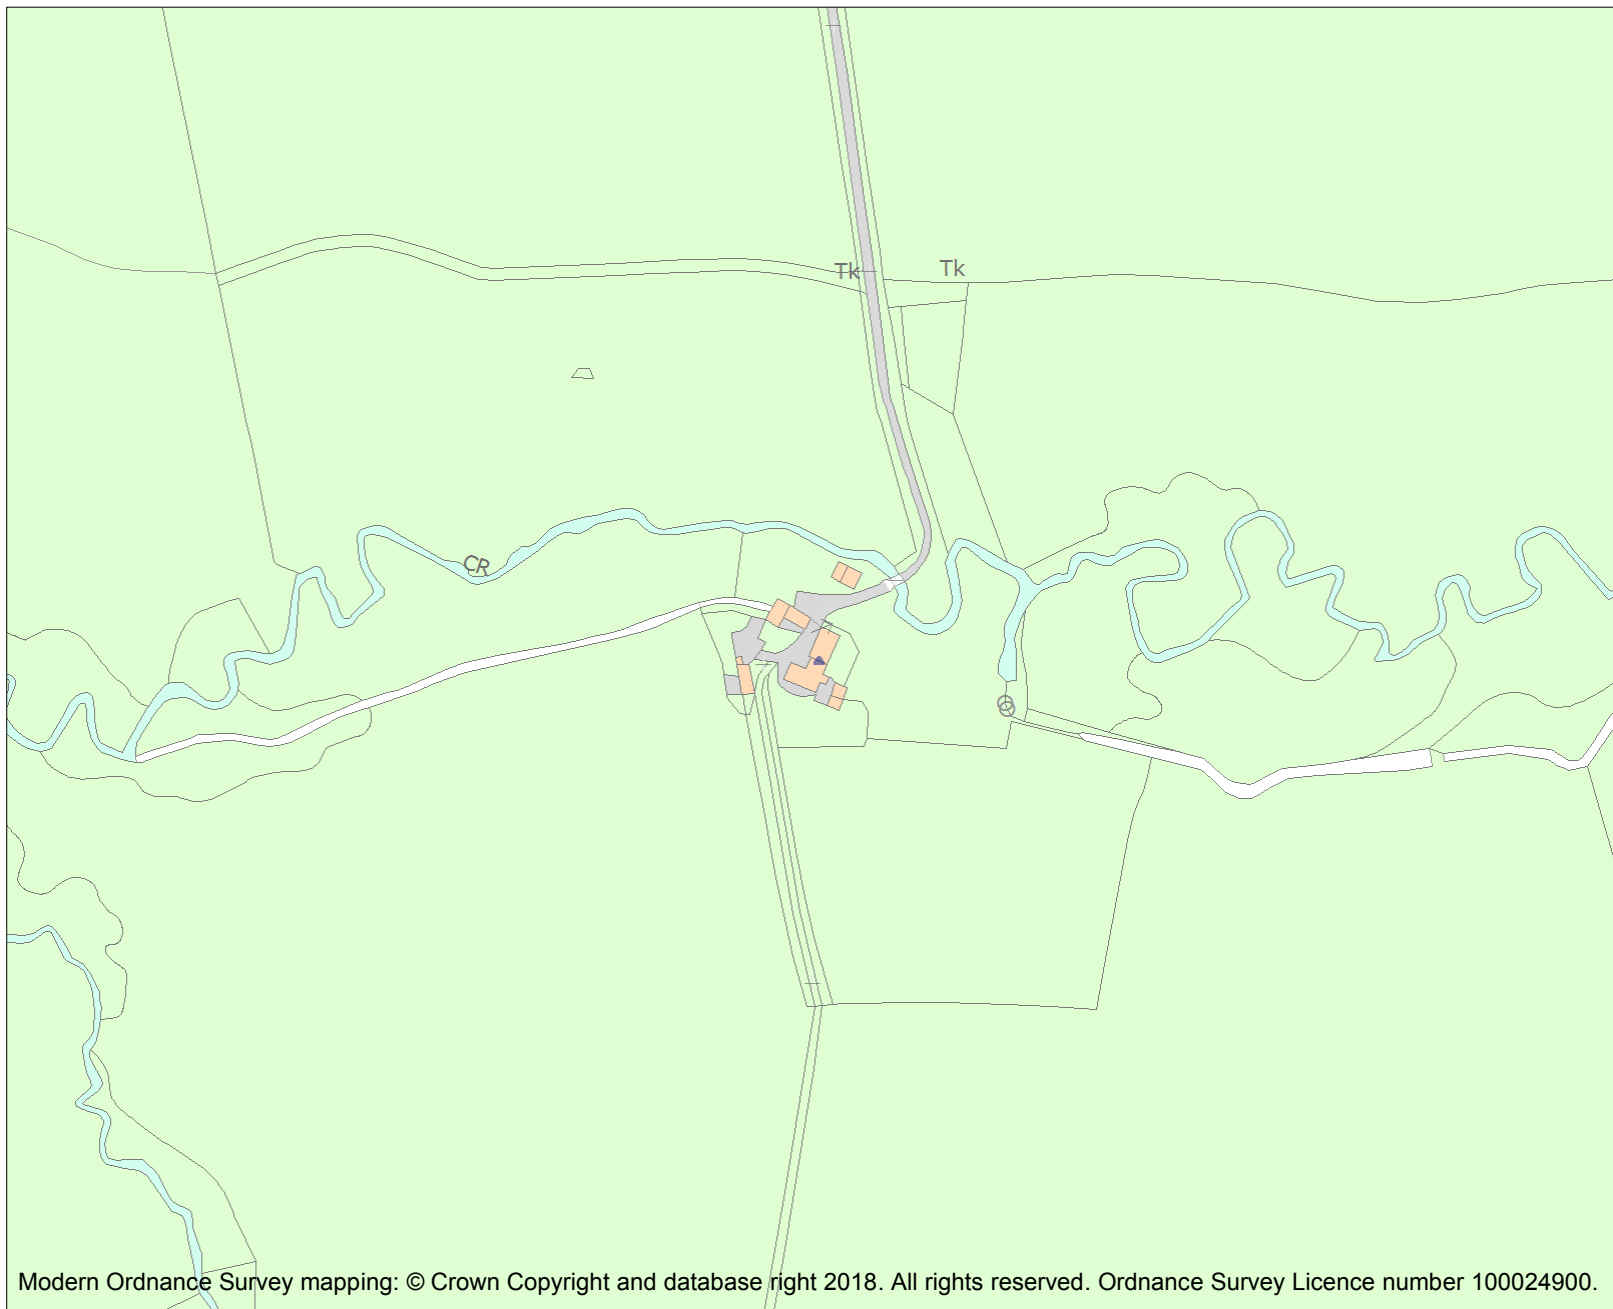 Tk
Tk
CR
Modern Ordnance Survey mapping: © Crown Copyright and database right 2018. All rights reserved. Ordnance Survey Licence number 100024900.